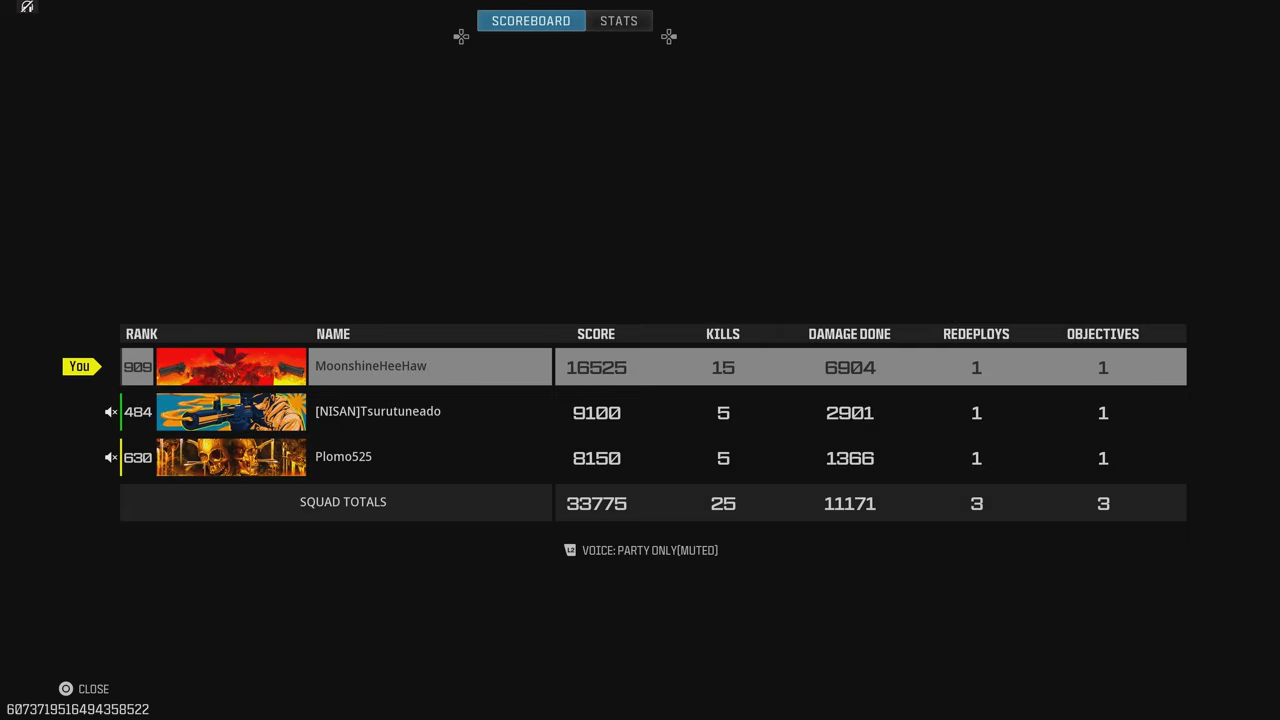 SCOREBOARD STATS
RANK NAME SCORE KILLS DAMAGE DONE REDEPLOYS OBJECTIVES
You 909 MoonshineHeeHaw 16525 15 6904 1 1
484 [NISAN]Tsurutuneado 9100 5 2901 1 1
630 Plomo525 8150 5 1366 1 1
SQUAD TOTALS 33775 25 11171 3 3
L2 VOICE: PARTY ONLY(MUTED)
CLOSE
6073719516494358522